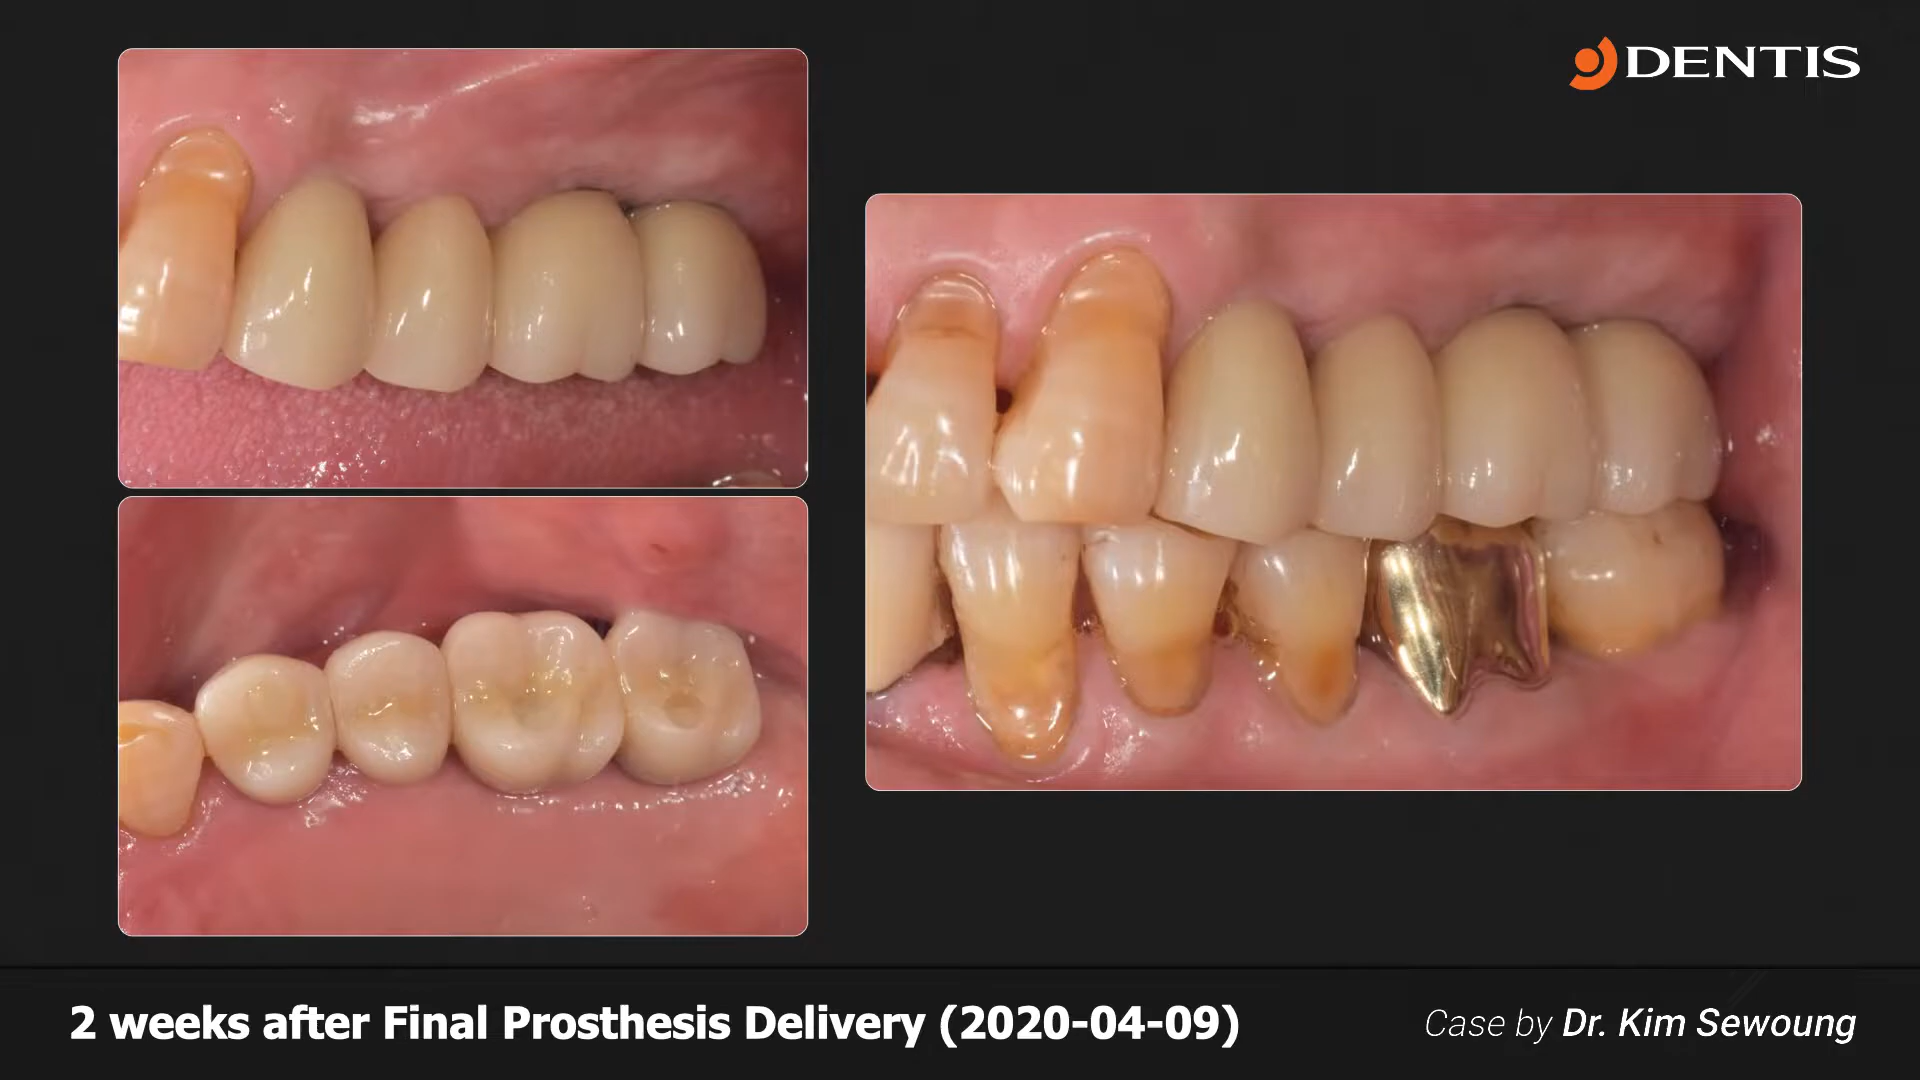 DENTIS
2 weeks after Final Prosthesis Delivery (2020-04-09)
Case by Dr. Kim Sewoung